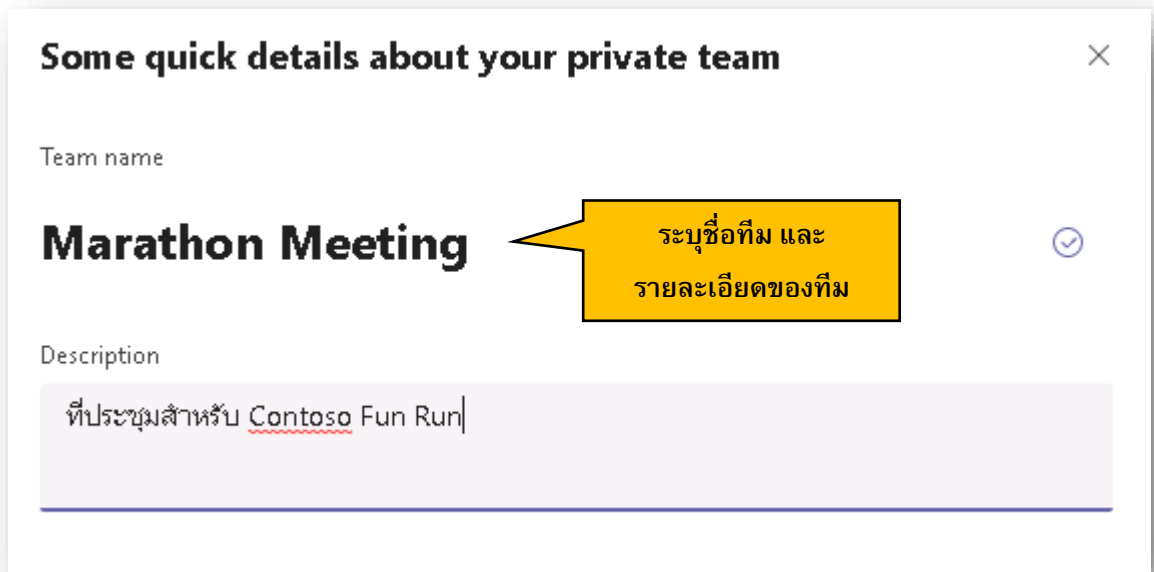 Some quick details about your private team
Team name
Marathon Meeting
ระบุชื่อทีม และ
รายละเอียดของทีม
Description
ที่ประชุมสำหรับ Contoso Fun Run